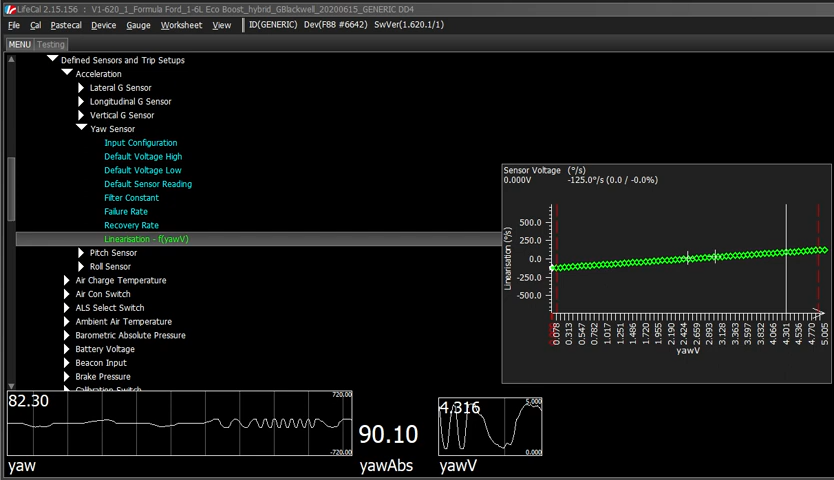 LifeCal 2.15.156 : V1-620_1_Formula Ford_1-6L Eco Boost_hybrid_GBlackwell_20200615_GENERIC DD4
File Cal Pastecal Device Gauge Worksheet View ID(GENERIC) Dev(F88 #6642) SwVer(1.620.1/1)
MENU Testing
Defined Sensors and Trip Setups
Acceleration
Lateral G Sensor
Longitudinal G Sensor
Vertical G Sensor
Yaw Sensor
Input Configuration
Default Voltage High
Default Voltage Low
Default Sensor Reading
Filter Constant
Failure Rate
Recovery Rate
Linearisation - f(yawV)
Pitch Sensor
Roll Sensor
Air Charge Temperature
Air Con Switch
ALS Select Switch
Ambient Air Temperature
Barometric Absolute Pressure
Battery Voltage
Beacon Input
Brake Pressure
Calibration Switch
Sensor Voltage (°/s)
0.000V -125.0°/s (0.0 / -0.0%)
Linearisation (°/s)
500.0
250.0
0.0
-250.0
-500.0
0.078 0.313 0.547 0.782 1.017 1.251 1.486 1.720 1.955 2.190 2.424 2.659 2.893 3.128 3.363 3.597 3.832 4.066 4.301 4.536 4.770 5.005
yawV
82.30
720.00
-720.00
yaw
90.10
yawAbs
4.316
5.000
0.000
yawV